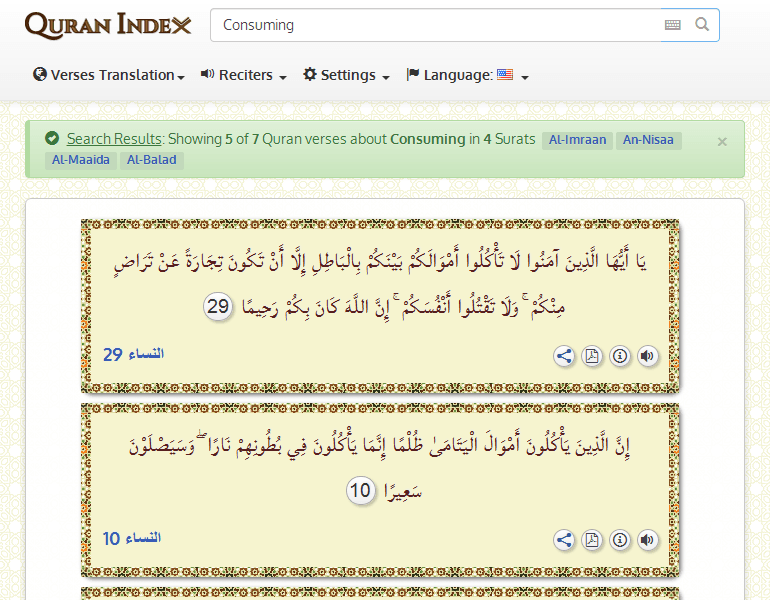 QURAN INDEX
Consuming
Verses Translation
Reciters
Settings
Language:
Search Results: Showing 5 of 7 Quran verses about Consuming in 4 Surats Al-Imraan An-Nisaa
Al-Maaida Al-Balad
×
يَا أَيُّهَا الَّذِينَ آمَنُوا لَا تَأْكُلُوا أَمْوَالَكُمْ بَيْنَكُمْ بِالْبَاطِلِ إِلَّا أَنْ تَكُونَ تِجَارَةً عَنْ تَرَاضٍ
مِنْكُمْ ۚ وَلَا تَقْتُلُوا أَنْفُسَكُمْ ۚ إِنَّ اللَّهَ كَانَ بِكُمْ رَحِيمًا 29
النساء 29
إِنَّ الَّذِينَ يَأْكُلُونَ أَمْوَالَ الْيَتَامَىٰ ظُلْمًا إِنَّمَا يَأْكُلُونَ فِي بُطُونِهِمْ نَارًا ۖ وَسَيَصْلَوْنَ
سَعِيرًا 10
النساء 10